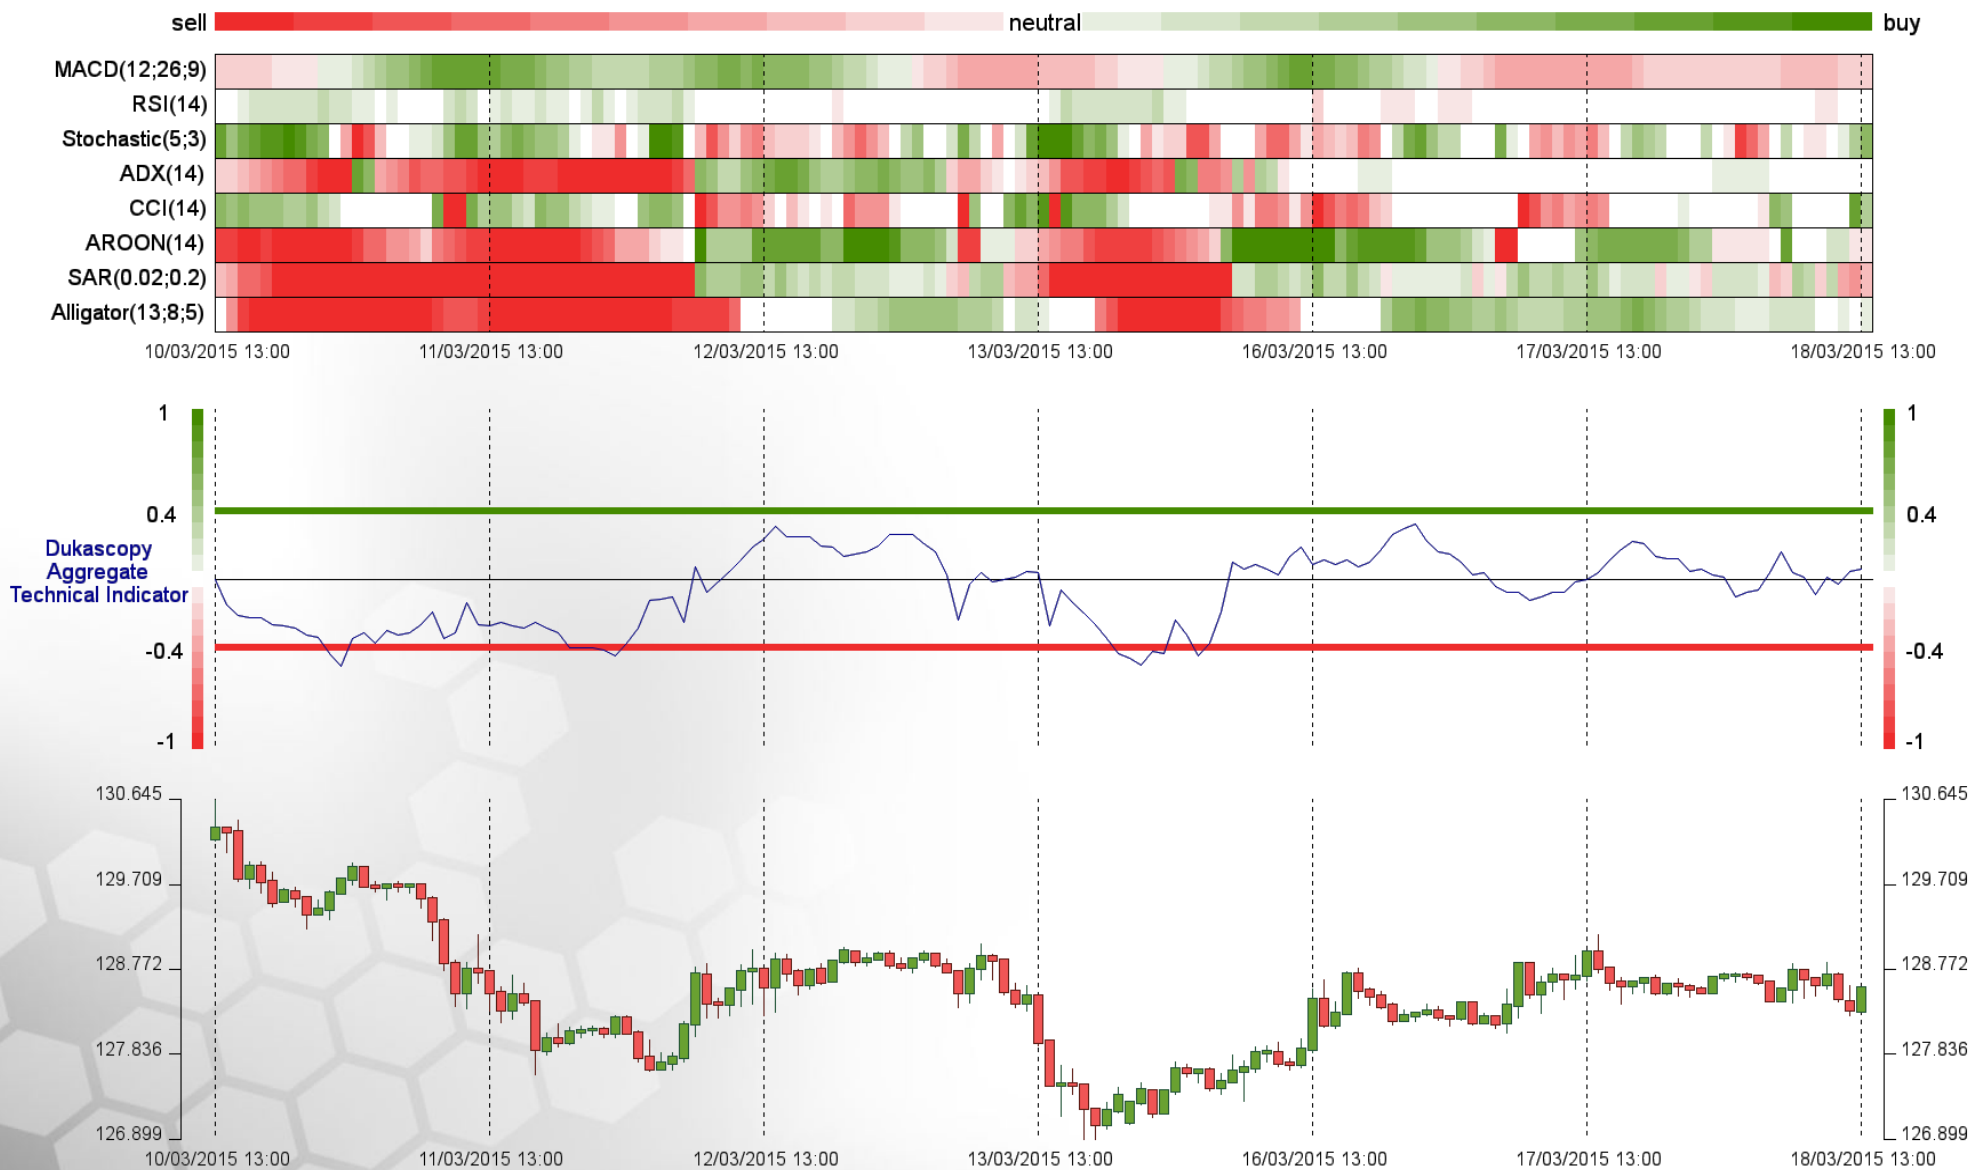 sell neutral buy
MACD(12;26;9)
RSI(14)
Stochastic(5;3)
ADX(14)
CCI(14)
AROON(14)
SAR(0.02;0.2)
Alligator(13;8;5)
10/03/2015 13:00 11/03/2015 13:00 12/03/2015 13:00 13/03/2015 13:00 16/03/2015 13:00 17/03/2015 13:00 18/03/2015 13:00
1 1
0.4 0.4
Dukascopy
Aggregate
Technical Indicator
-0.4 -0.4
-1 -1
130.645 130.645
129.709 129.709
128.772 128.772
127.836 127.836
126.899 126.899
10/03/2015 13:00 11/03/2015 13:00 12/03/2015 13:00 13/03/2015 13:00 16/03/2015 13:00 17/03/2015 13:00 18/03/2015 13:00